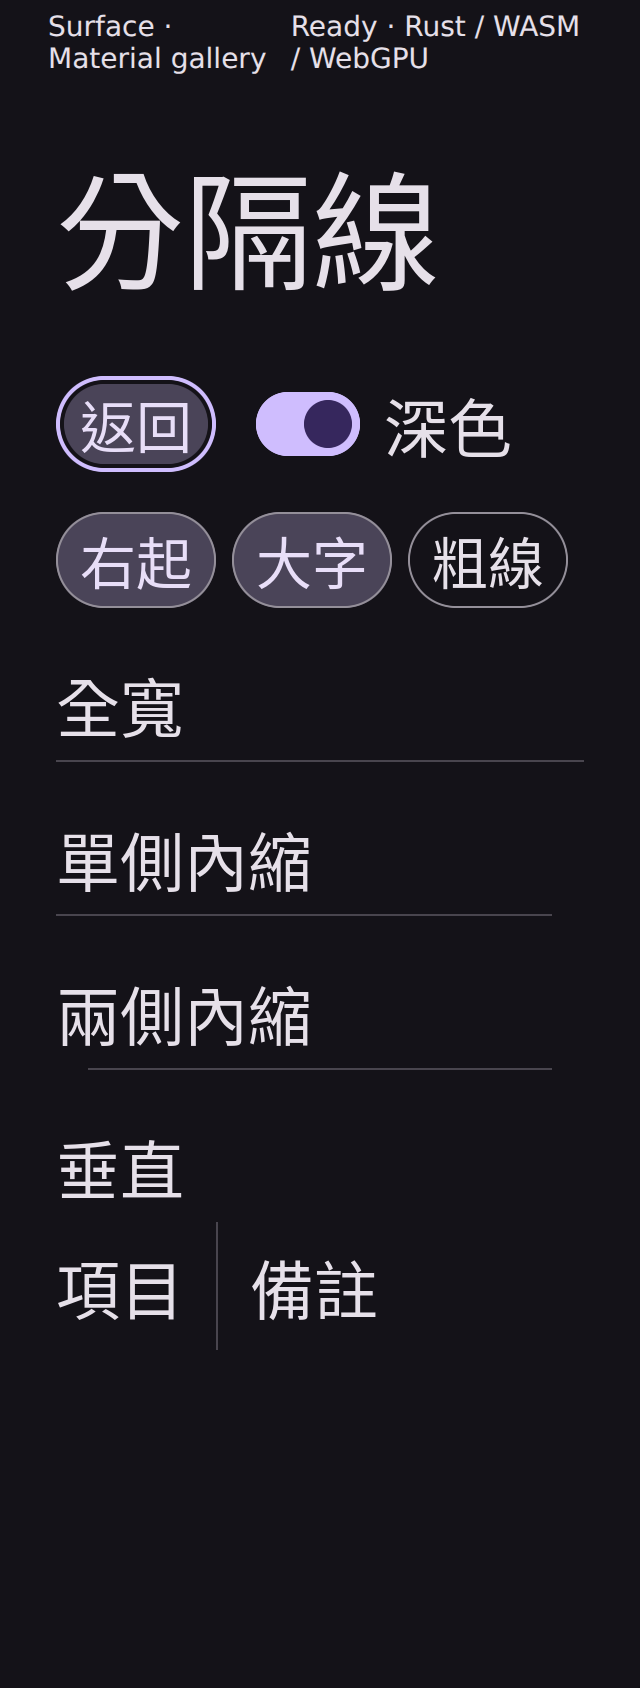 Surface ·
Material gallery
Ready · Rust / WASM
/ WebGPU
分隔線
返回
深色
右起
大字
粗線
全寬
單側內縮
兩側內縮
垂直
項目
備註